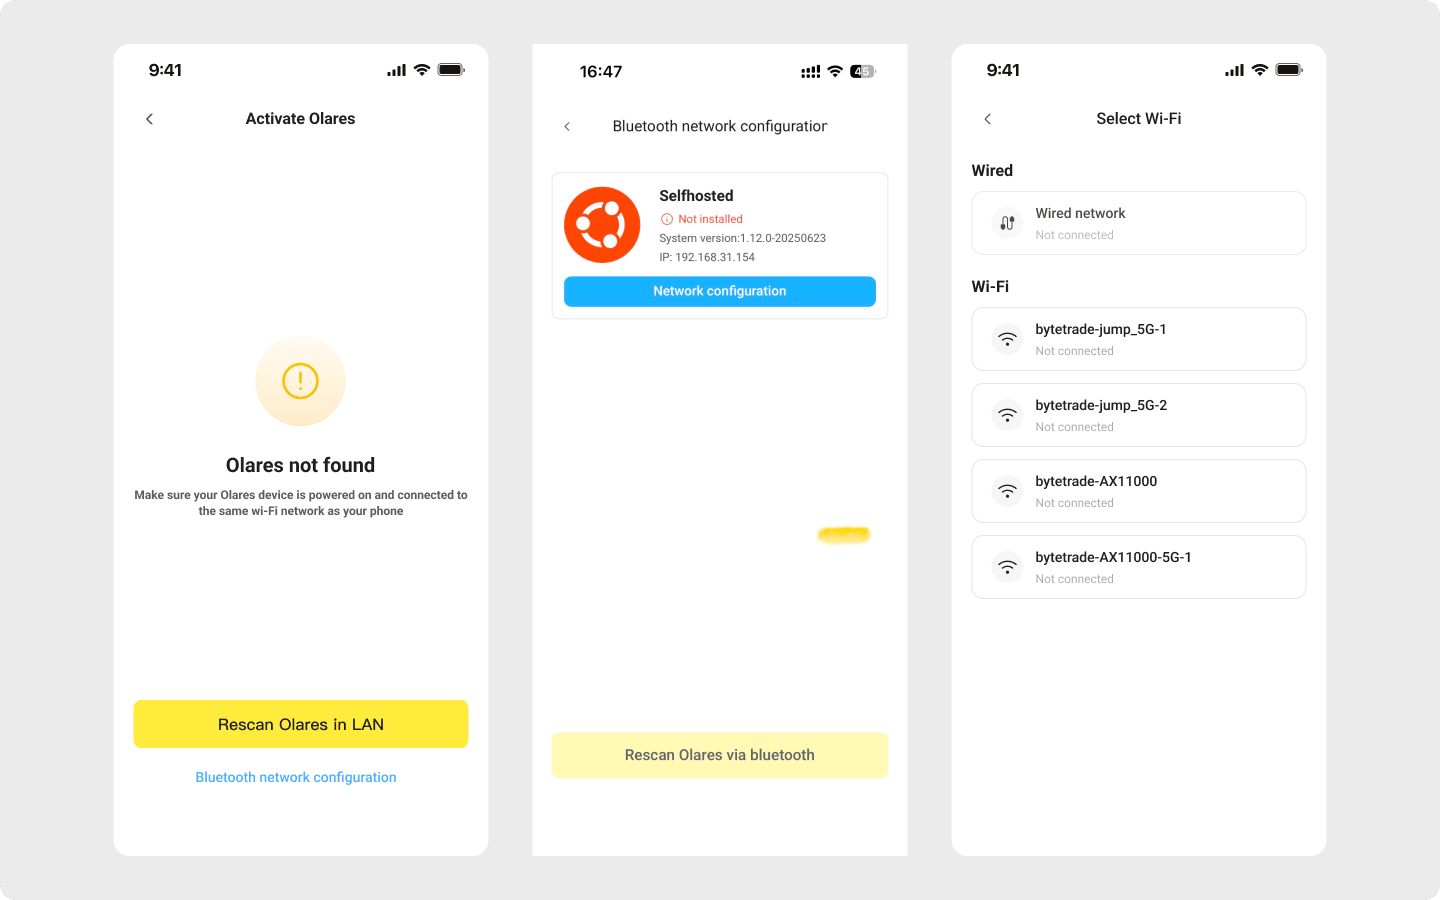 9:41
Activate Olares
Olares not found
Make sure your Olares device is powered on and connected to
the same wi-Fi network as your phone
Rescan Olares in LAN
Bluetooth network configuration
16:47
45
Bluetooth network configuration
Selfhosted
Not installed
System version:1.12.0-20250623
IP: 192.168.31.154
Network configuration
Rescan Olares via bluetooth
9:41
Select Wi-Fi
Wired
Wired network
Not connected
Wi-Fi
bytetrade-jump_5G-1
Not connected
bytetrade-jump_5G-2
Not connected
bytetrade-AX11000
Not connected
bytetrade-AX11000-5G-1
Not connected